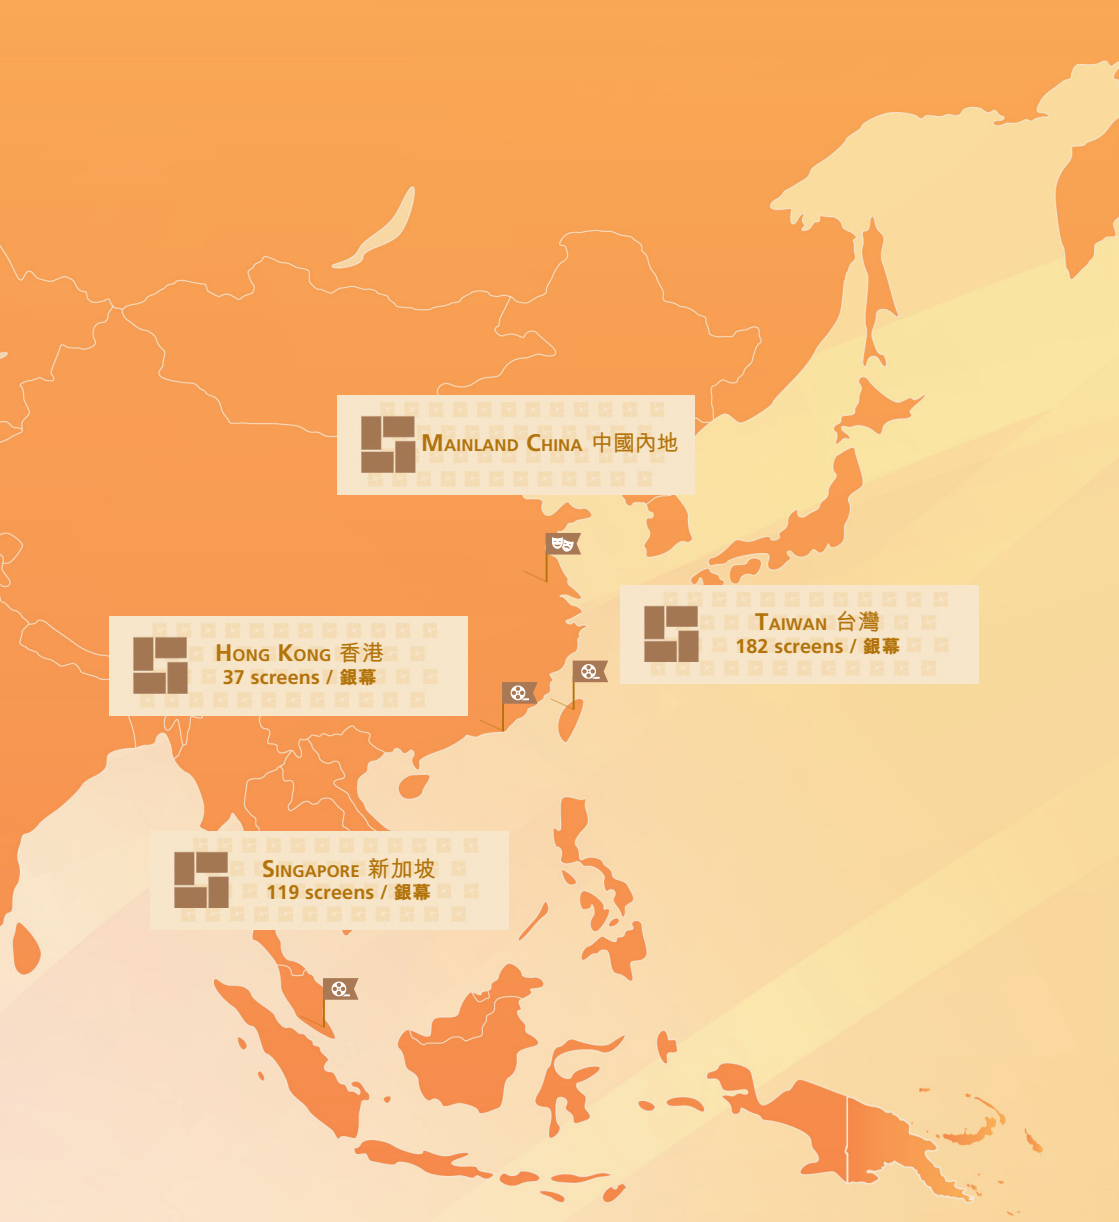 MAINLAND CHINA 中國內地
TAIWAN 台灣
182 screens / 銀幕
HONG KONG 香港
37 screens / 銀幕
SINGAPORE 新加坡
119 screens / 銀幕